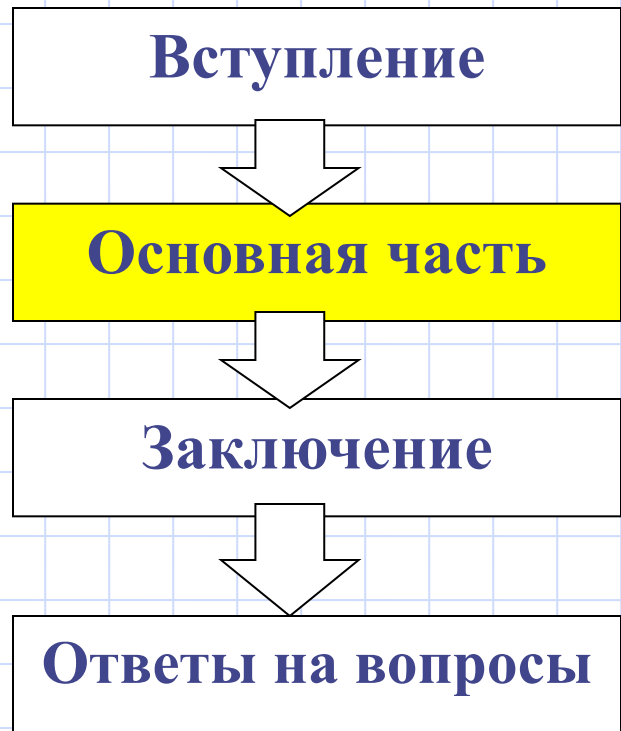 Вступление
Основная часть
Заключение
Ответы на вопросы